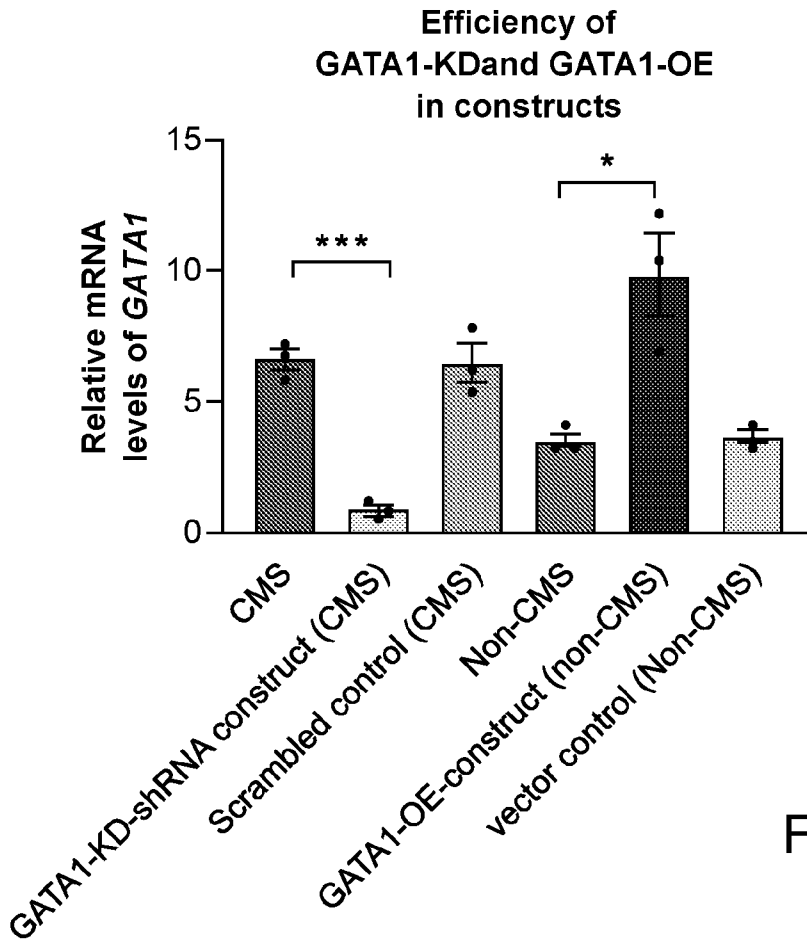 Efficiency of
GATA1-KDand GATA1-OE
in constructs
Relative mRNA
levels of GATA1
15
10
5
0
***
*
CMS
GATA1-KD-shRNA construct (CMS)
Scrambled control (CMS)
Non-CMS
GATA1-OE-construct (non-CMS)
vector control (Non-CMS)
F